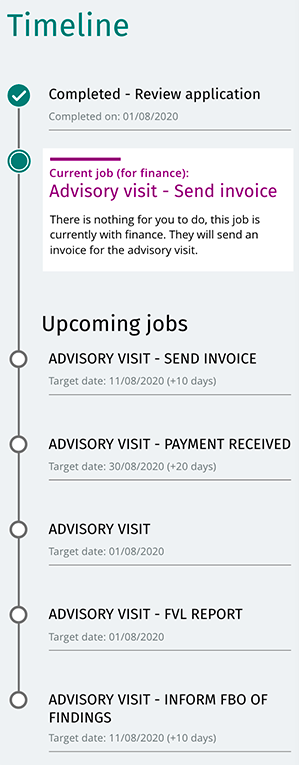 Timeline
Completed - Review application
Completed on: 01/08/2020
Current job (for finance):
Advisory visit - Send invoice
There is nothing for you to do, this job is
currently with finance. They will send an
invoice for the advisory visit.
Upcoming jobs
ADVISORY VISIT - SEND INVOICE
Target date: 11/08/2020 (+10 days)
ADVISORY VISIT - PAYMENT RECEIVED
Target date: 30/08/2020 (+20 days)
ADVISORY VISIT
Target date: 01/08/2020
ADVISORY VISIT - FVL REPORT
Target date: 01/08/2020
ADVISORY VISIT - INFORM FBO OF
FINDINGS
Target date: 11/08/2020 (+10 days)